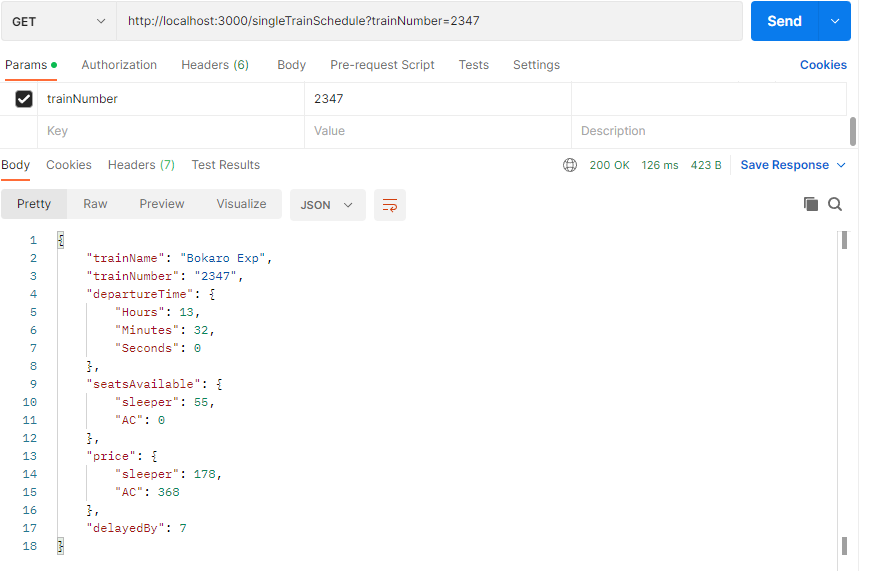 GET http://localhost:3000/singleTrainSchedule?trainNumber=2347 Send
Params Authorization Headers (6) Body Pre-request Script Tests Settings Cookies
trainNumber 2347
Key Value Description
Body Cookies Headers (7) Test Results 200 OK 126 ms 423 B Save Response
Pretty Raw Preview Visualize JSON
1 {
2 "trainName": "Bokaro Exp",
3 "trainNumber": "2347",
4 "departureTime": {
5 "Hours": 13,
6 "Minutes": 32,
7 "Seconds": 0
8 },
9 "seatsAvailable": {
10 "sleeper": 55,
11 "AC": 0
12 },
13 "price": {
14 "sleeper": 178,
15 "AC": 368
16 },
17 "delayedBy": 7
18 }